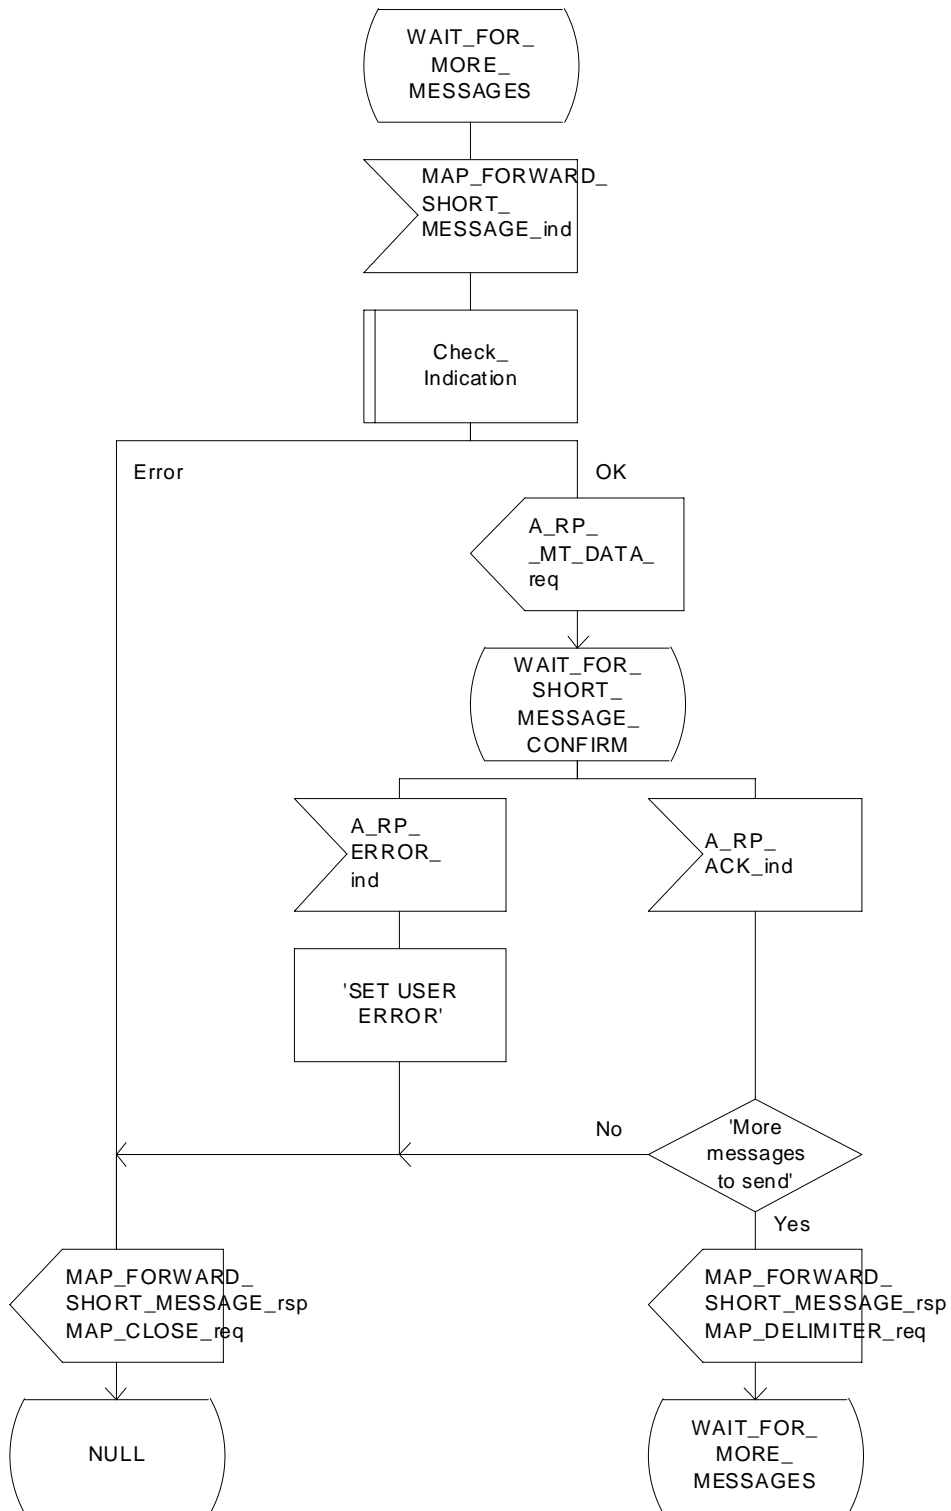 WAIT_FOR_
MORE_
MESSAGES
MAP_FORWARD_
SHORT_
MESSAGE_ind
Check_
Indication
Error
OK
A_RP_
_MT_DATA_
req
WAIT_FOR_
SHORT_
MESSAGE_
CONFIRM
A_RP_
ERROR_
ind
A_RP_
ACK_ind
'SET USER
ERROR'
No
'More
messages
to send'
Yes
MAP_FORWARD_
SHORT_MESSAGE_rsp
MAP_CLOSE_req
MAP_FORWARD_
SHORT_MESSAGE_rsp
MAP_DELIMITER_req
NULL
WAIT_FOR_
MORE_
MESSAGES